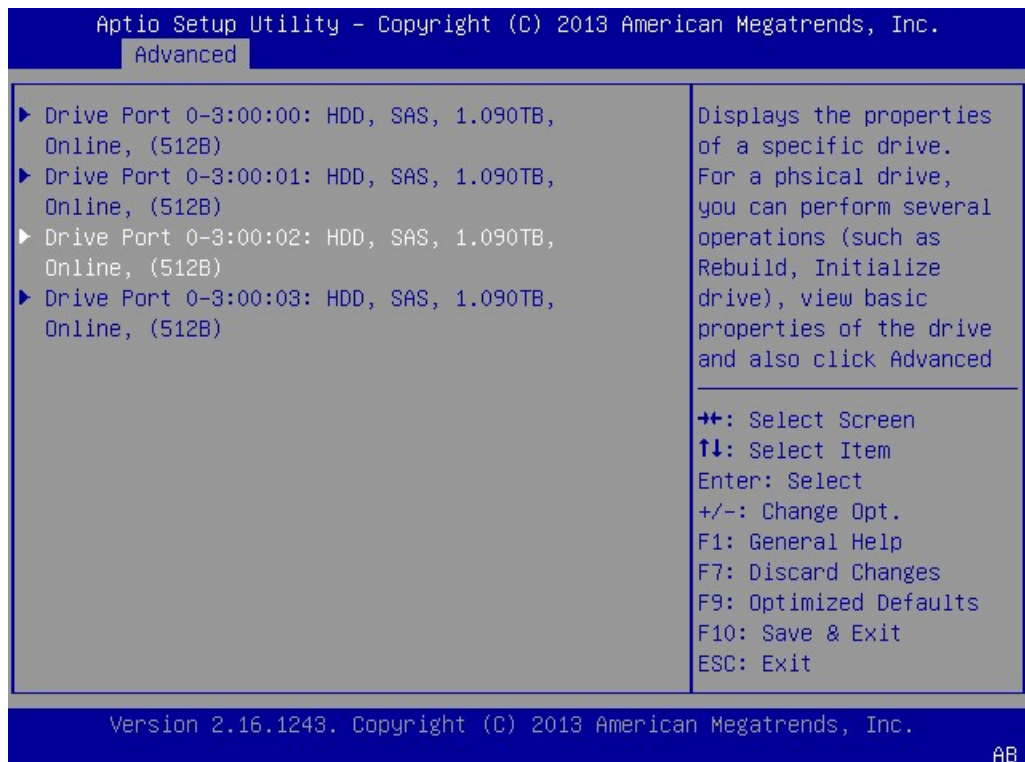 Aptio Setup Utility – Copyright (C) 2013 American Megatrends, Inc.
Advanced
▶ Drive Port 0-3:00:00: HDD, SAS, 1.090TB,
Online, (512B)
▶ Drive Port 0-3:00:01: HDD, SAS, 1.090TB,
Online, (512B)
▶ Drive Port 0-3:00:02: HDD, SAS, 1.090TB,
Online, (512B)
▶ Drive Port 0-3:00:03: HDD, SAS, 1.090TB,
Online, (512B)
Displays the properties
of a specific drive.
For a phsical drive,
you can perform several
operations (such as
Rebuild, Initialize
drive), view basic
properties of the drive
and also click Advanced
→←: Select Screen
↑↓: Select Item
Enter: Select
+/-: Change Opt.
F1: General Help
F7: Discard Changes
F9: Optimized Defaults
F10: Save & Exit
ESC: Exit
Version 2.16.1243. Copyright (C) 2013 American Megatrends, Inc.
AB